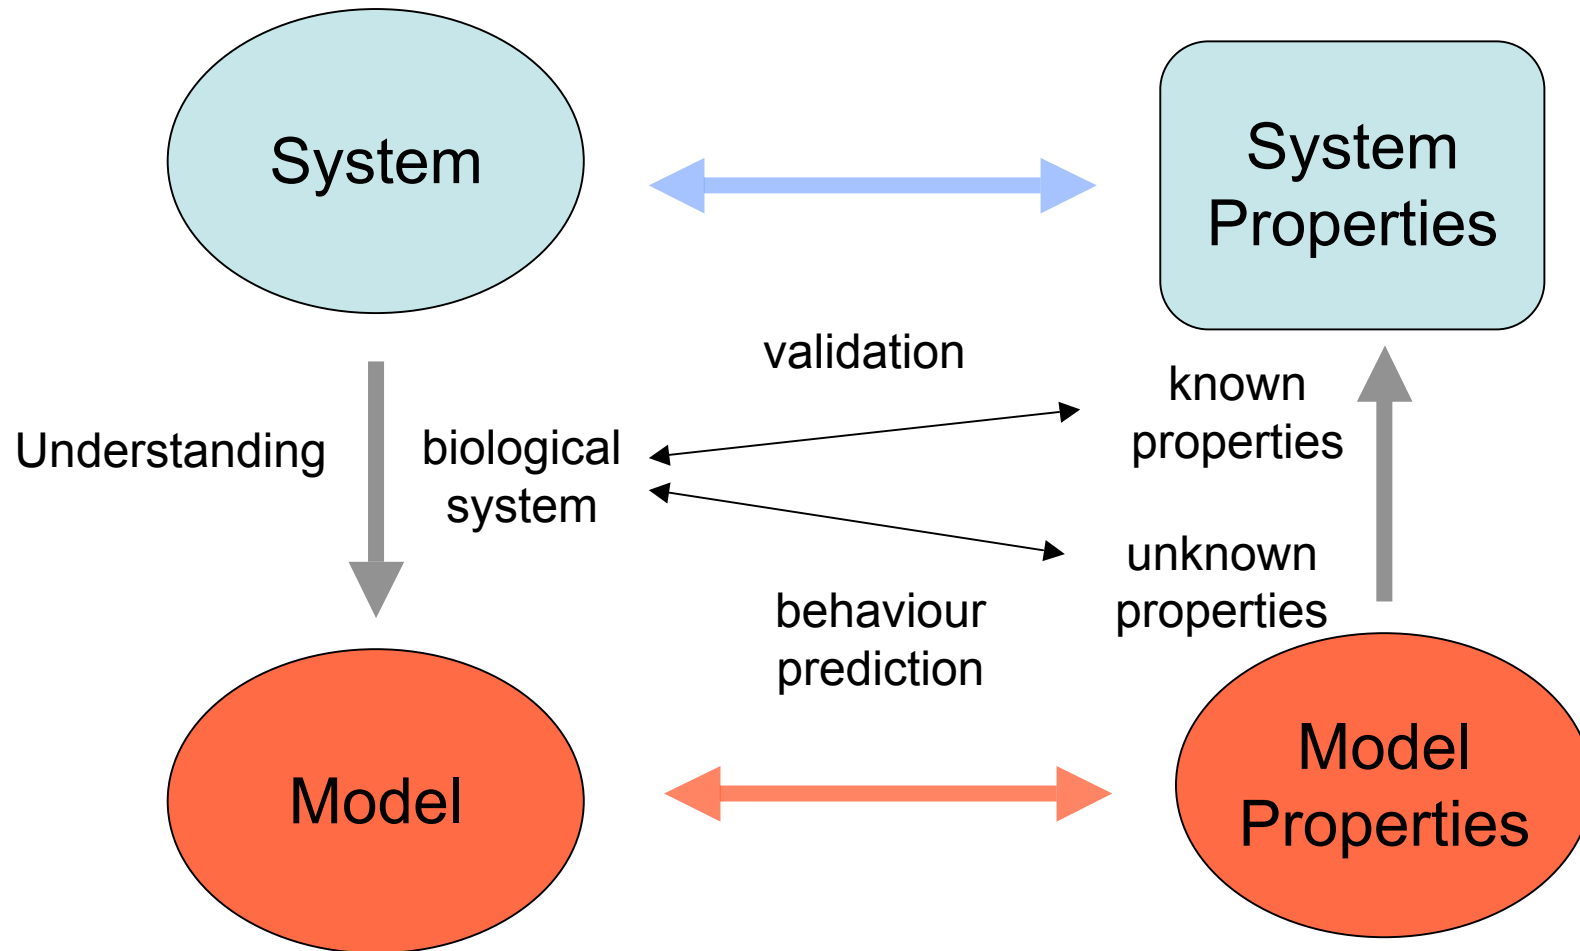 System
System
Properties
validation
known
properties
Understanding
biological
system
unknown
properties
behaviour
prediction
Model
Model
Properties